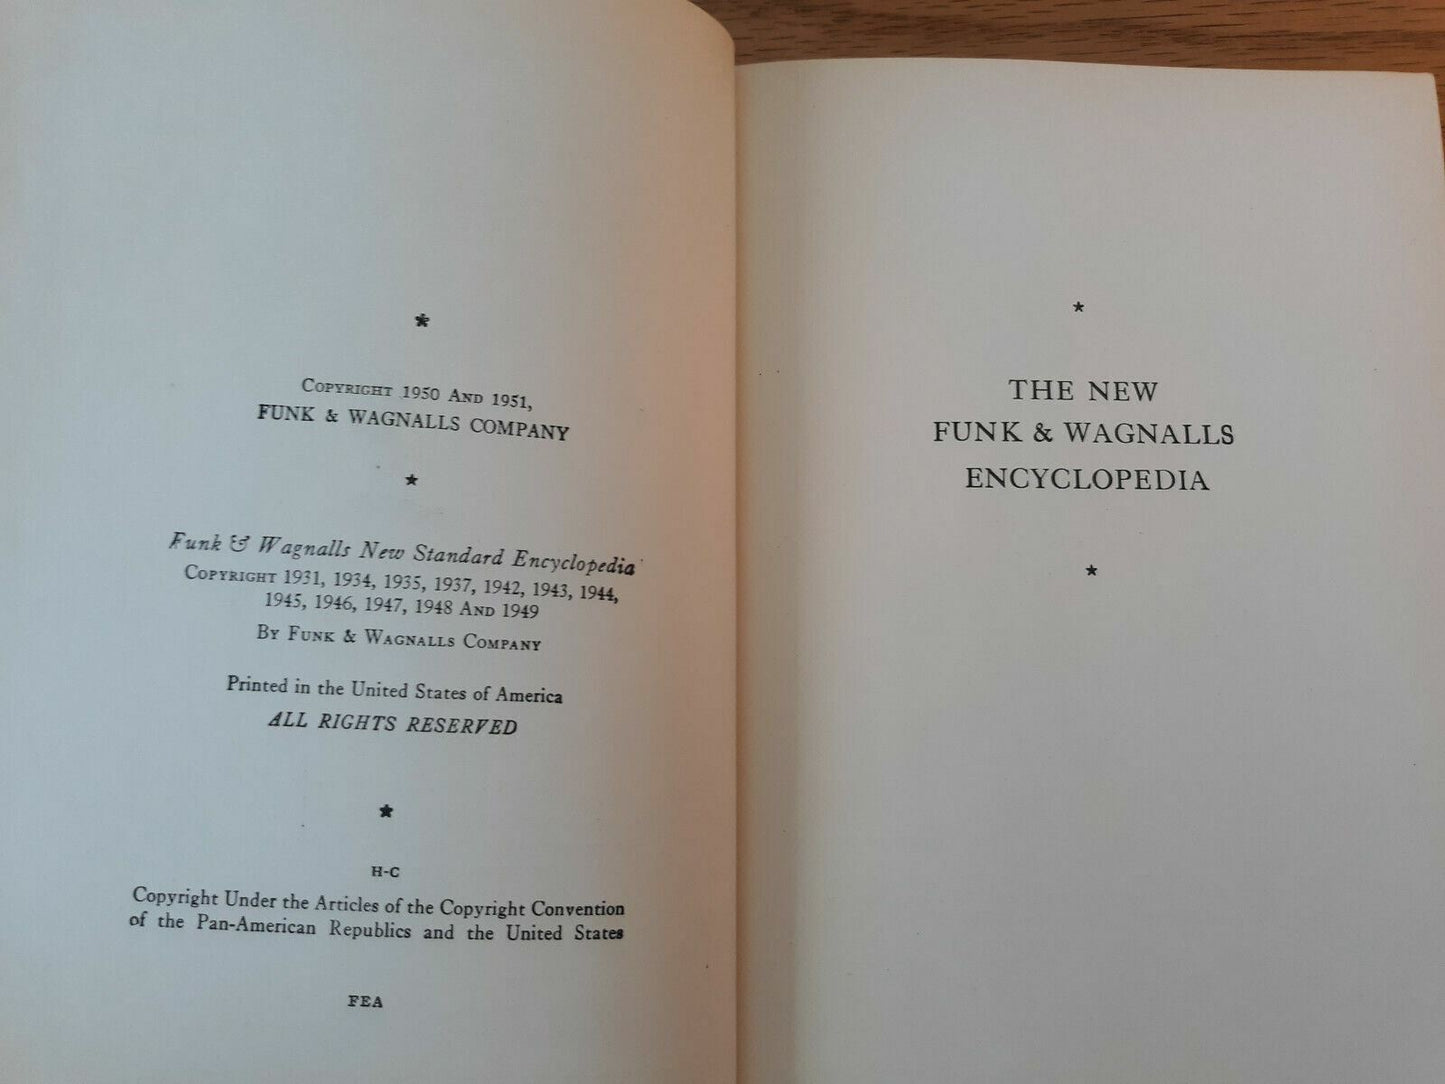 Copyright 1950 And 1951,
FUNK & WAGNALLS COMPANY
Funk & Wagnalls New Standard Encyclopedia
Copyright 1931, 1934, 1935, 1937, 1942, 1943, 1944,
1945, 1946, 1947, 1948 And 1949
By Funk & Wagnalls Company
Printed in the United States of America
ALL RIGHTS RESERVED
H-C
Copyright Under the Articles of the Copyright Convention
of the Pan-American Republics and the United States
FEA
THE NEW
FUNK & WAGNALLS
ENCYCLOPEDIA